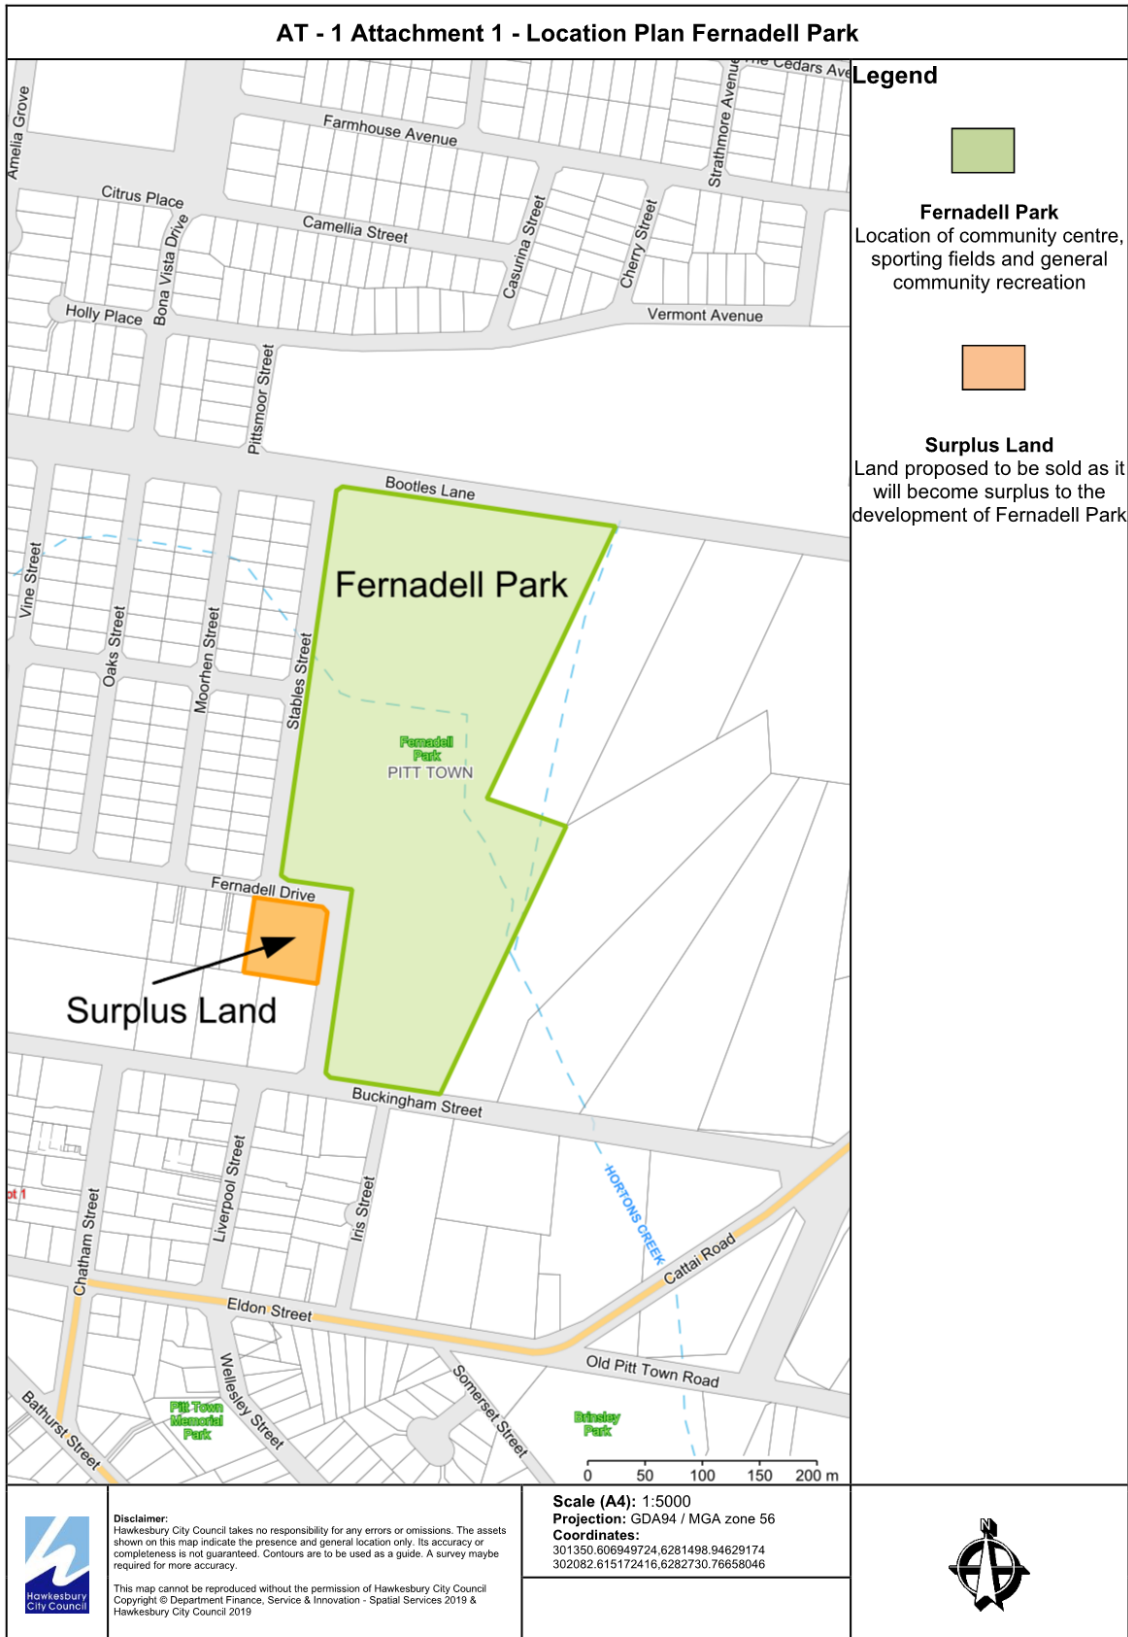 AT - 1 Attachment 1 - Location Plan Fernadell Park
Amelia Grove
Farmhouse Avenue
Strathmore Avenue
The Cedars Ave
Citrus Place
Bona Vista Drive
Camellia Street
Casurina Street
Cherry Street
Holly Place
Vermont Avenue
Pittsmoor Street
Bootles Lane
Fernadell Park
Vine Street
Oaks Street
Moorhen Street
Stables Street
Fernadell
Park
PITT TOWN
Fernadell Drive
Surplus Land
Buckingham Street
Liverpool Street
Iris Street
Chatham Street
ot 1
HORTONS CREEK
Cattai Road
Eldon Street
Old Pitt Town Road
Wellesley Street
Somerset Street
Bathurst Street
Pitt Town
Memorial
Park
Brinsley
Park
0 50 100 150 200 m
Legend
Fernadell Park
Location of community centre,
sporting fields and general
community recreation
Surplus Land
Land proposed to be sold as it
will become surplus to the
development of Fernadell Park
Hawkesbury
City Council
Disclaimer:
Hawkesbury City Council takes no responsibility for any errors or omissions. The assets
shown on this map indicate the presence and general location only. Its accuracy or
completeness is not guaranteed. Contours are to be used as a guide. A survey maybe
required for more accuracy.
This map cannot be reproduced without the permission of Hawkesbury City Council
Copyright © Department Finance, Service & Innovation - Spatial Services 2019 &
Hawkesbury City Council 2019
Scale (A4): 1:5000
Projection: GDA94 / MGA zone 56
Coordinates:
301350.606949724,6281498.94629174
302082.615172416,6282730.76658046
N